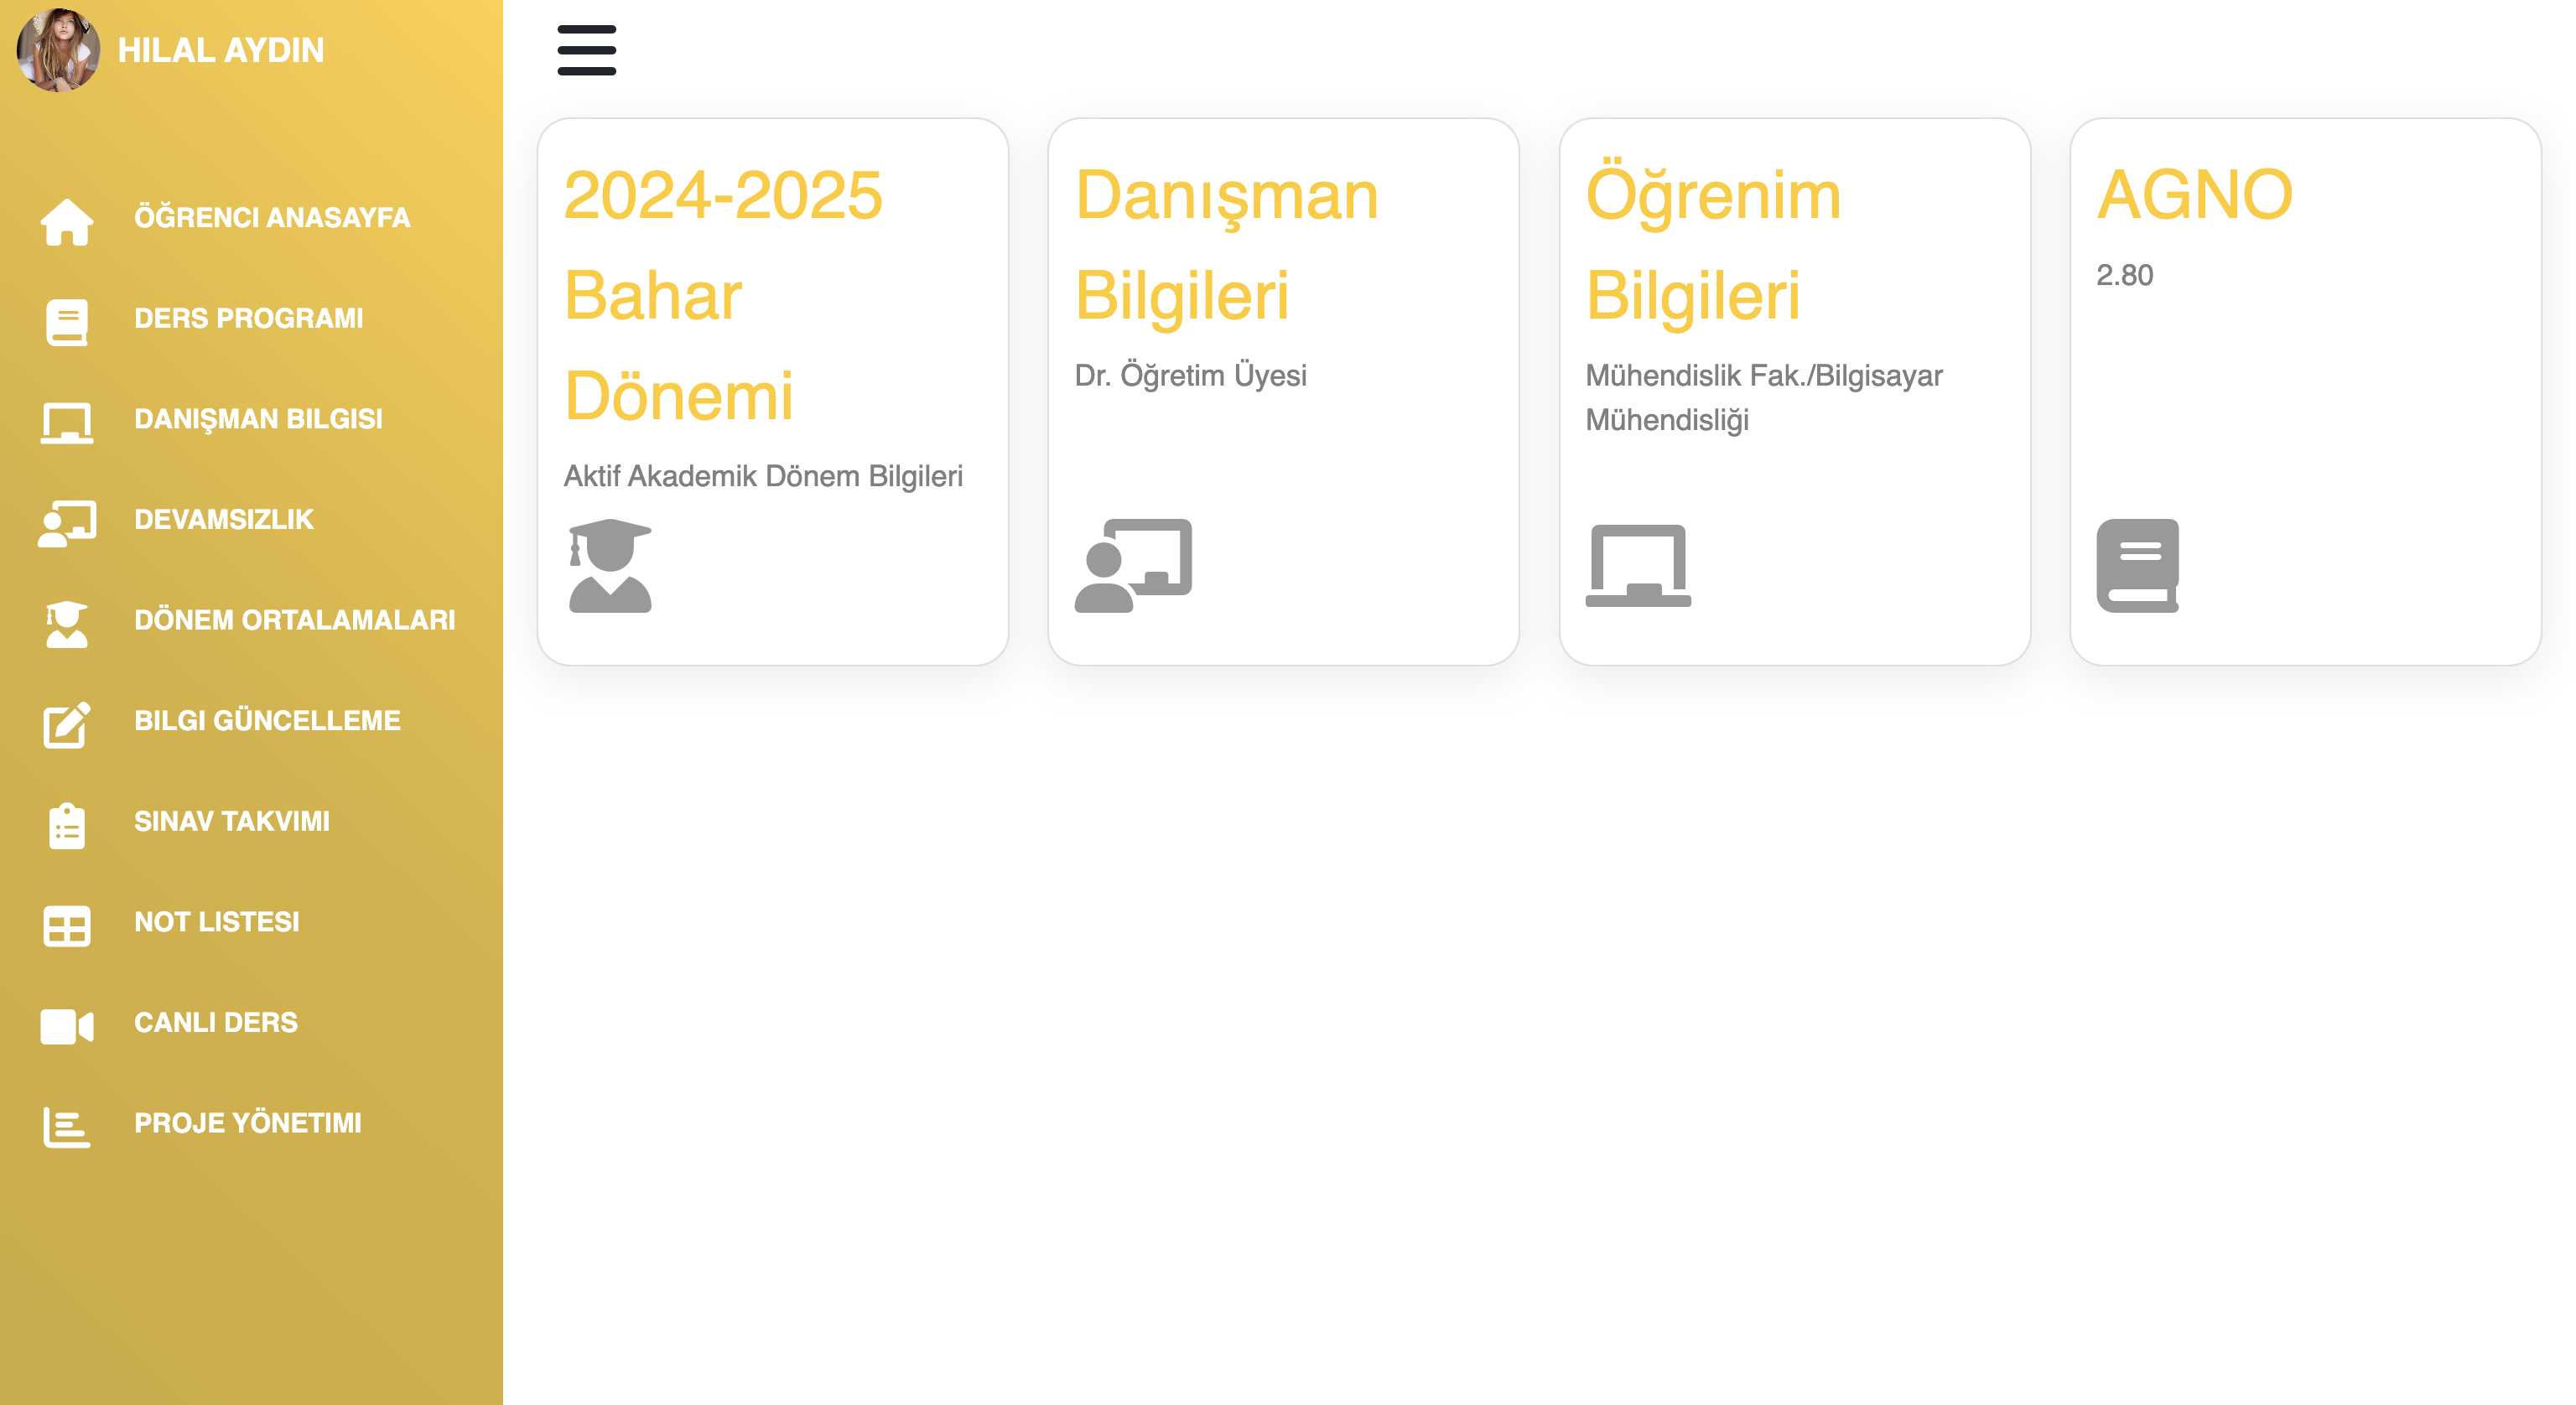 HILAL AYDIN
ÖĞRENCI ANASAYFA
DERS PROGRAMI
DANIŞMAN BILGISI
DEVAMSIZLIK
DÖNEM ORTALAMALARI
BILGI GÜNCELLEME
SINAV TAKVIMI
NOT LISTESI
CANLI DERS
PROJE YÖNETIMI
2024-2025
Bahar
Dönemi
Aktif Akademik Dönem Bilgileri
Danışman
Bilgileri
Dr. Öğretim Üyesi
Öğrenim
Bilgileri
Mühendislik Fak./Bilgisayar
Mühendisliği
AGNO
2.80